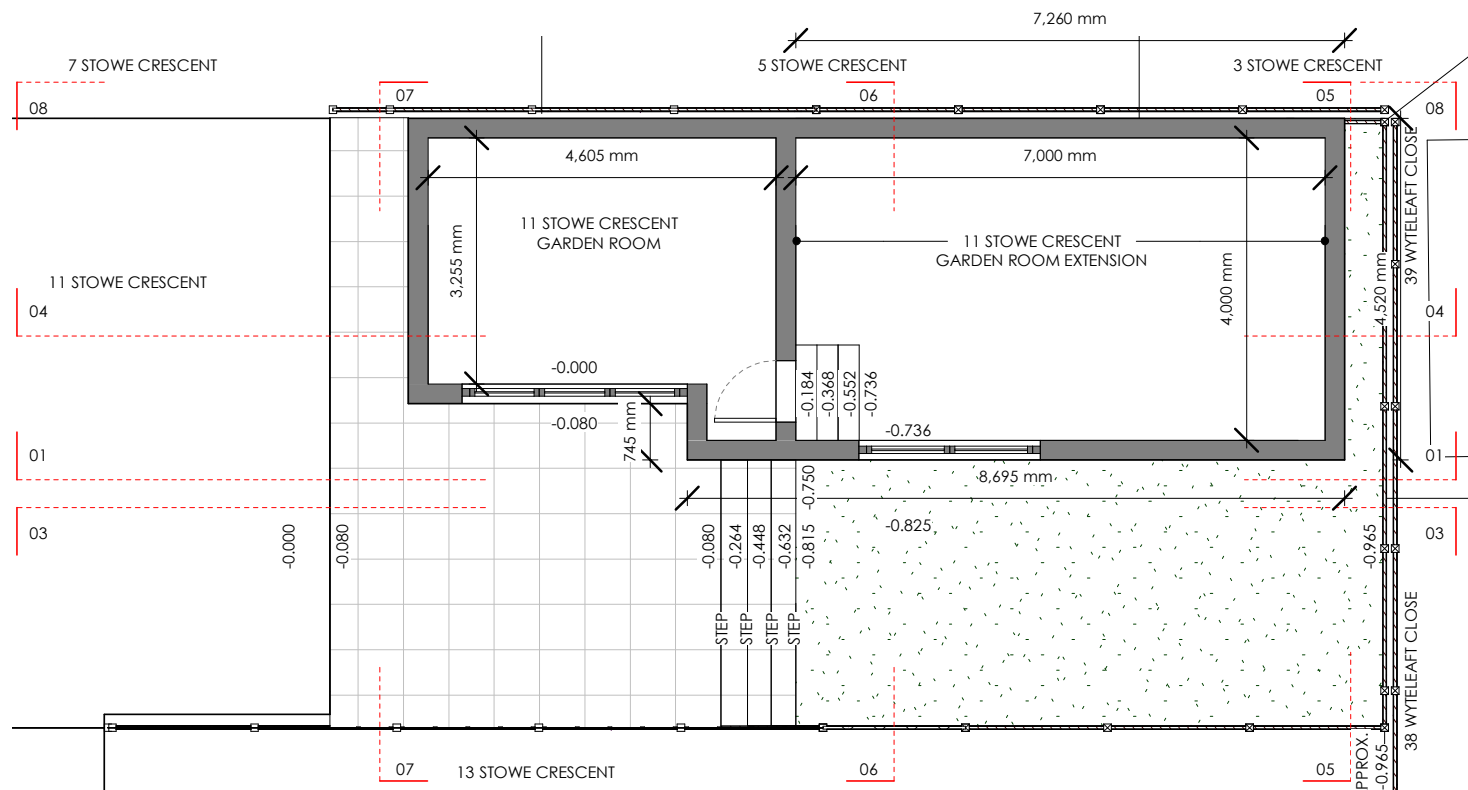 7,260 mm
7 STOWE CRESCENT
5 STOWE CRESCENT
3 STOWE CRESCENT
08
07
06
05
08
4,605 mm
7,000 mm
39 WYTELEAFT CLOSE
11 STOWE CRESCENT
GARDEN ROOM
11 STOWE CRESCENT
GARDEN ROOM EXTENSION
3,255 mm
4,000 mm
4,520 mm
11 STOWE CRESCENT
04
04
-0.000
-0.184
-0.368
-0.552
-0.736
-0.080
745 mm
-0.736
01
01
8,695 mm
-0.750
-0.825
03
03
-0.000
-0.080
-0.080
-0.264
-0.448
-0.632
-0.815
-0.965
STEP
STEP
STEP
STEP
38 WYTELEAFT CLOSE
07
13 STOWE CRESCENT
06
05
PPROX.
-0.965